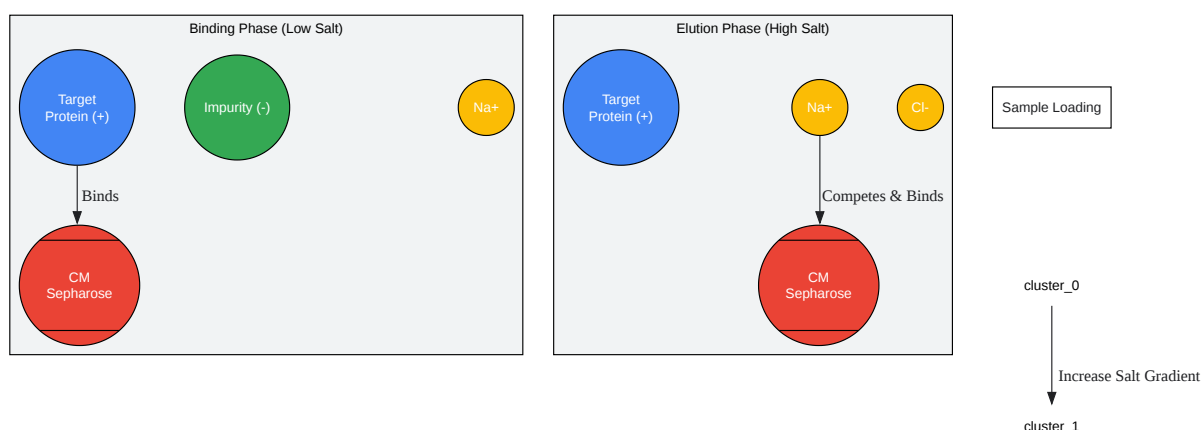 Binding Phase (Low Salt)
Target
Protein (+)
Impurity (-)
Na+
Binds
CM
Sepharose
Elution Phase (High Salt)
Target
Protein (+)
Na+
Cl-
Competes & Binds
CM
Sepharose
Sample Loading
cluster_0
Increase Salt Gradient
cluster_1